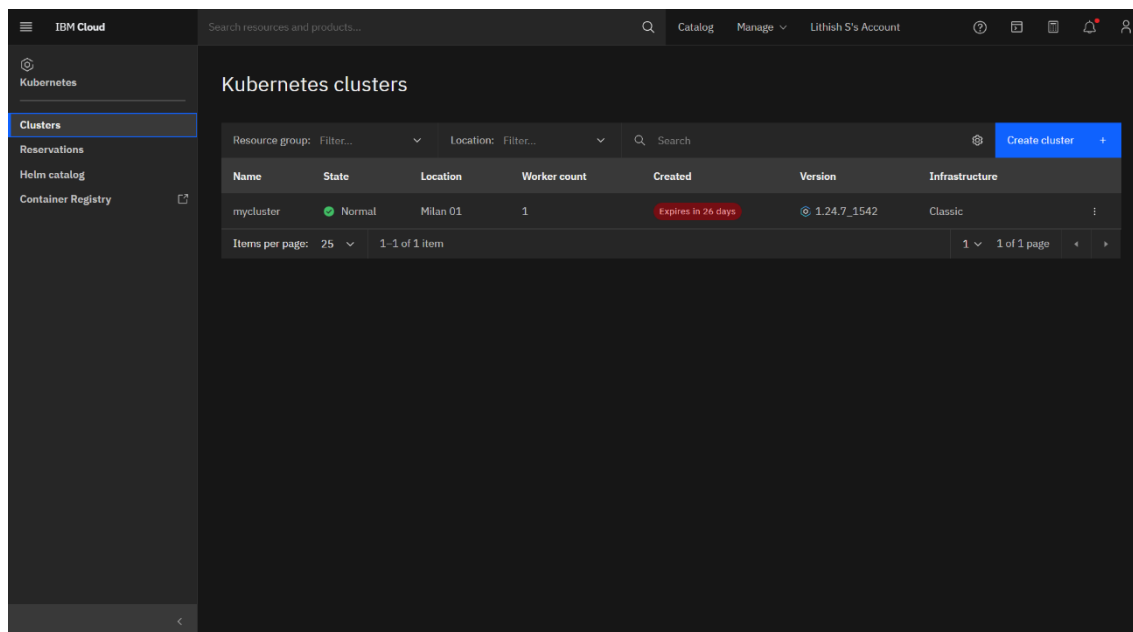 IBM Cloud Search resources and products... Catalog Manage Lithish S's Account
Kubernetes
Clusters
Reservations
Helm catalog
Container Registry
Kubernetes clusters
Resource group: Filter... Location: Filter... Search Create cluster +
Name State Location Worker count Created Version Infrastructure
mycluster Normal Milan 01 1 Expires in 26 days 1.24.7_1542 Classic
Items per page: 25 1–1 of 1 item 1 1 of 1 page